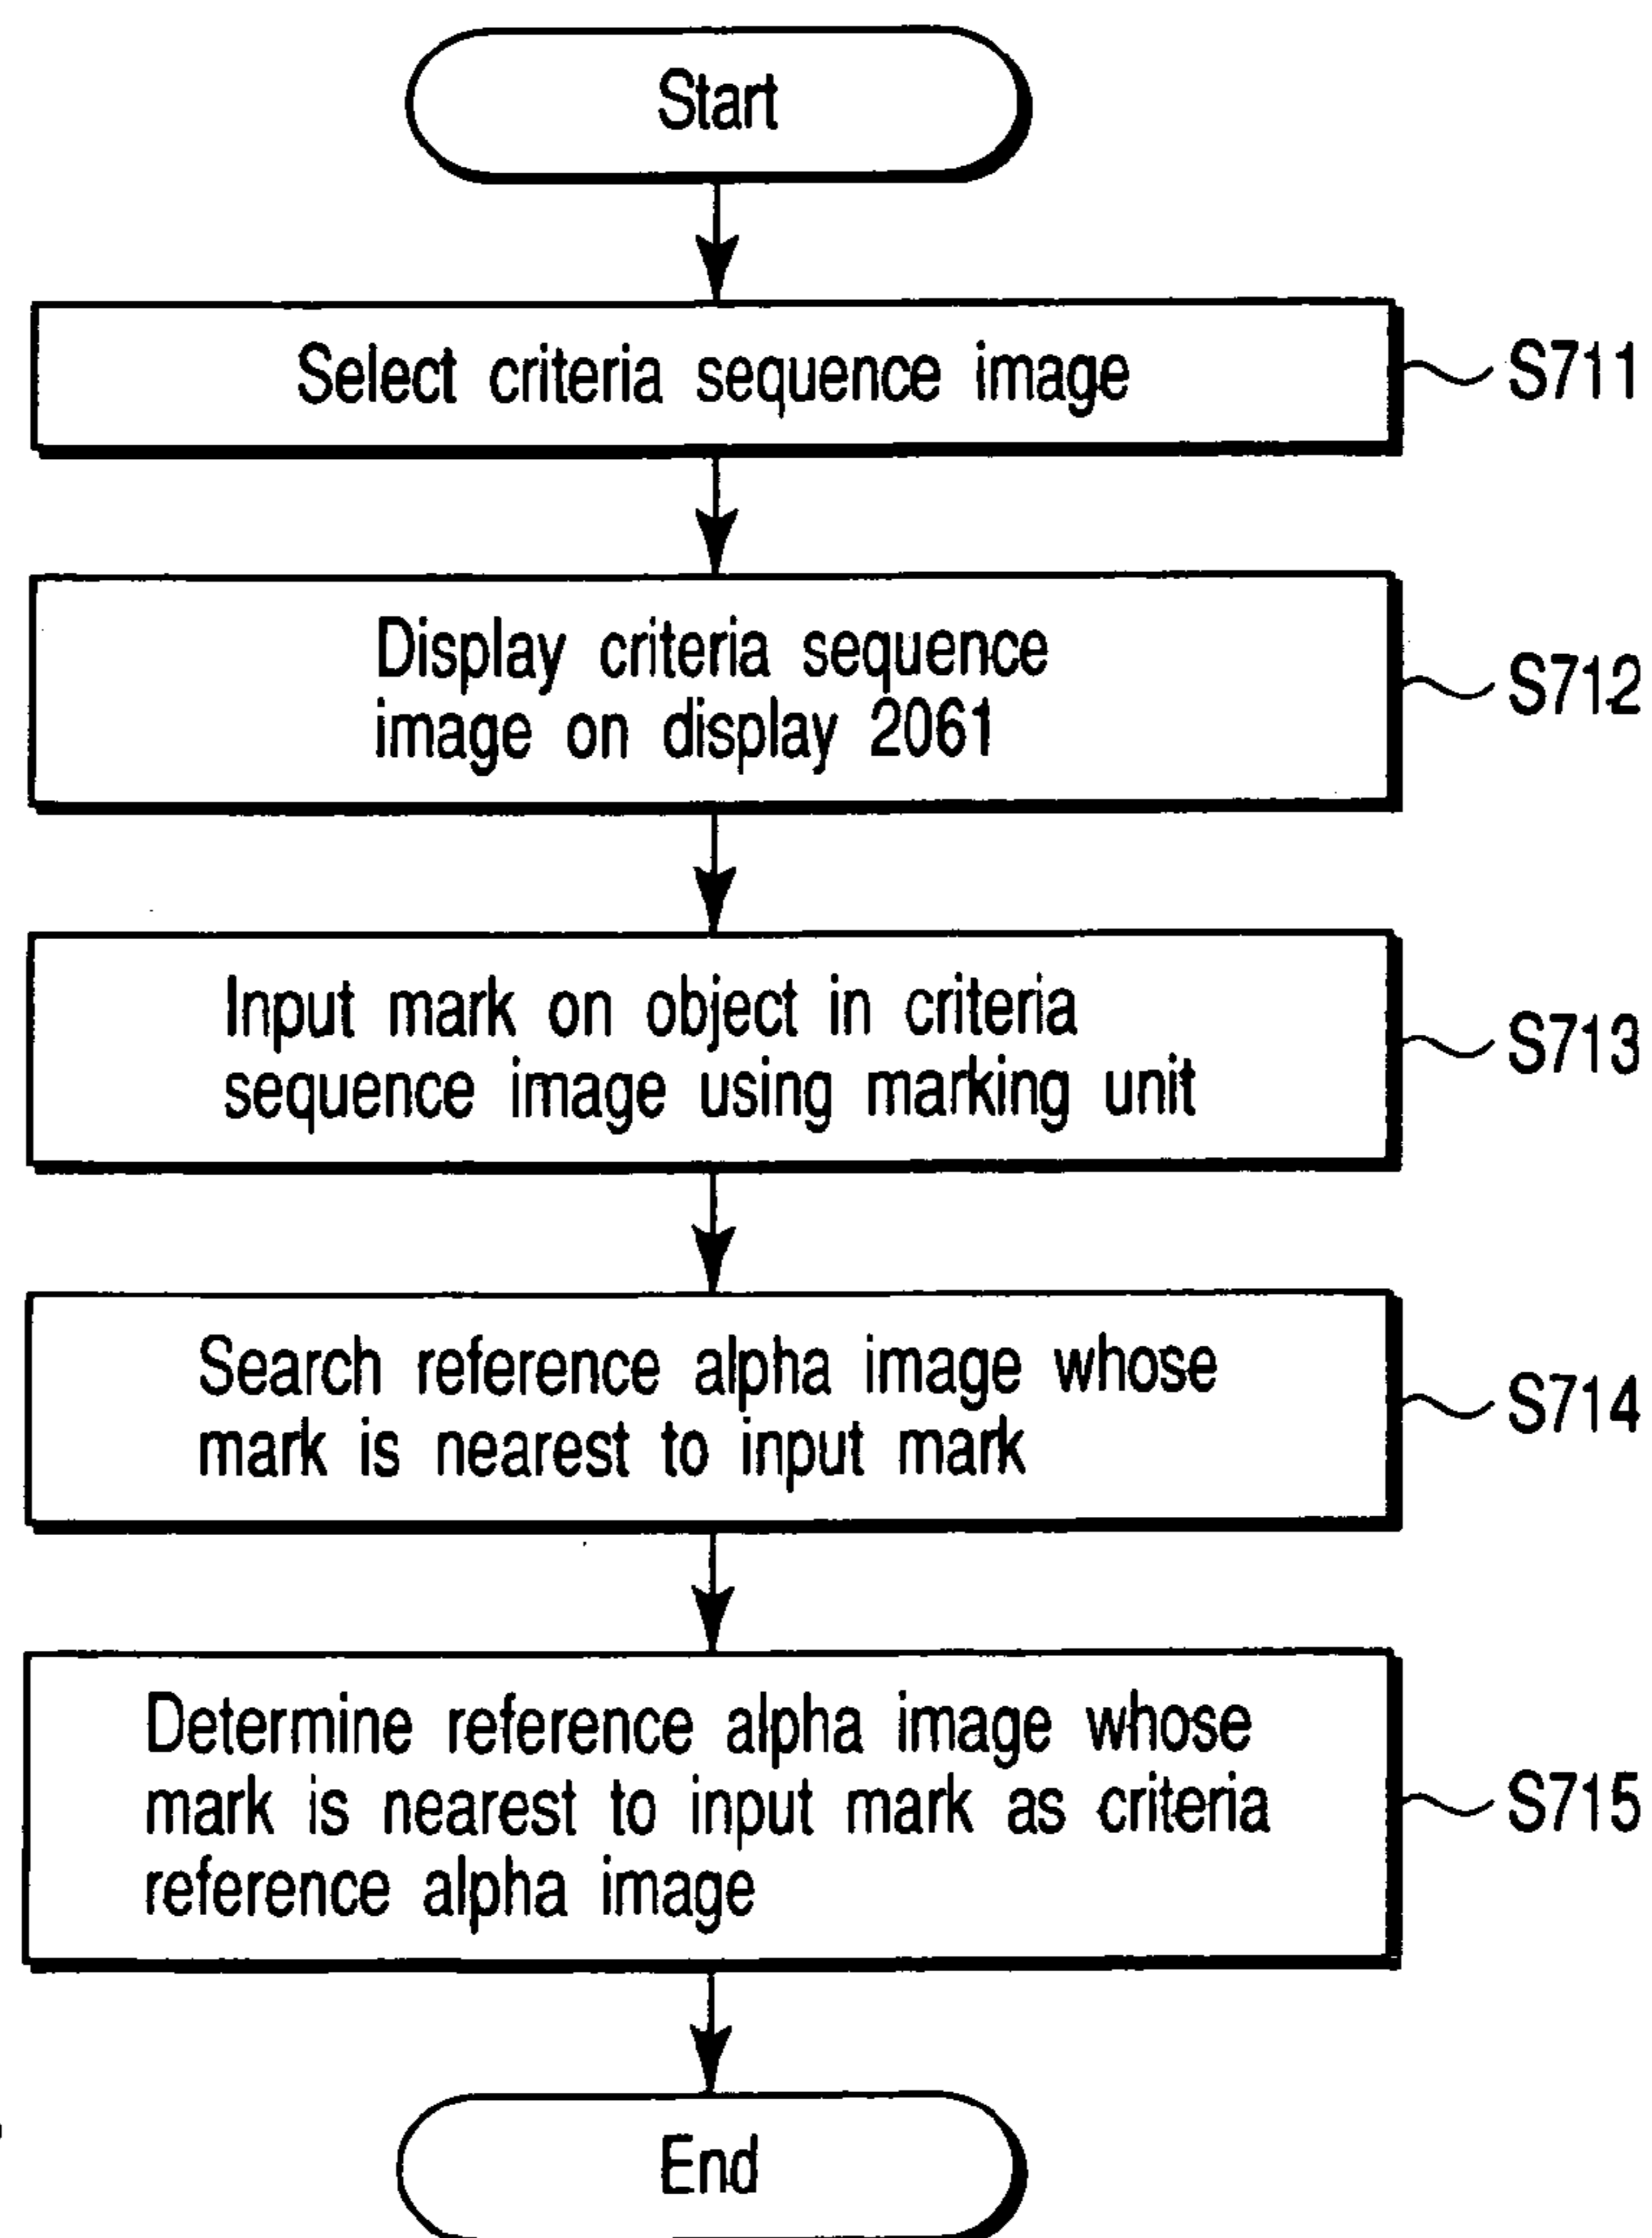 Start
Select criteria sequence image
S711
Display criteria sequence
image on display 2061
S712
Input mark on object in criteria
sequence image using marking unit
S713
Search reference alpha image whose
mark is nearest to input mark
S714
Determine reference alpha image whose
mark is nearest to input mark as criteria
reference alpha image
S715
End